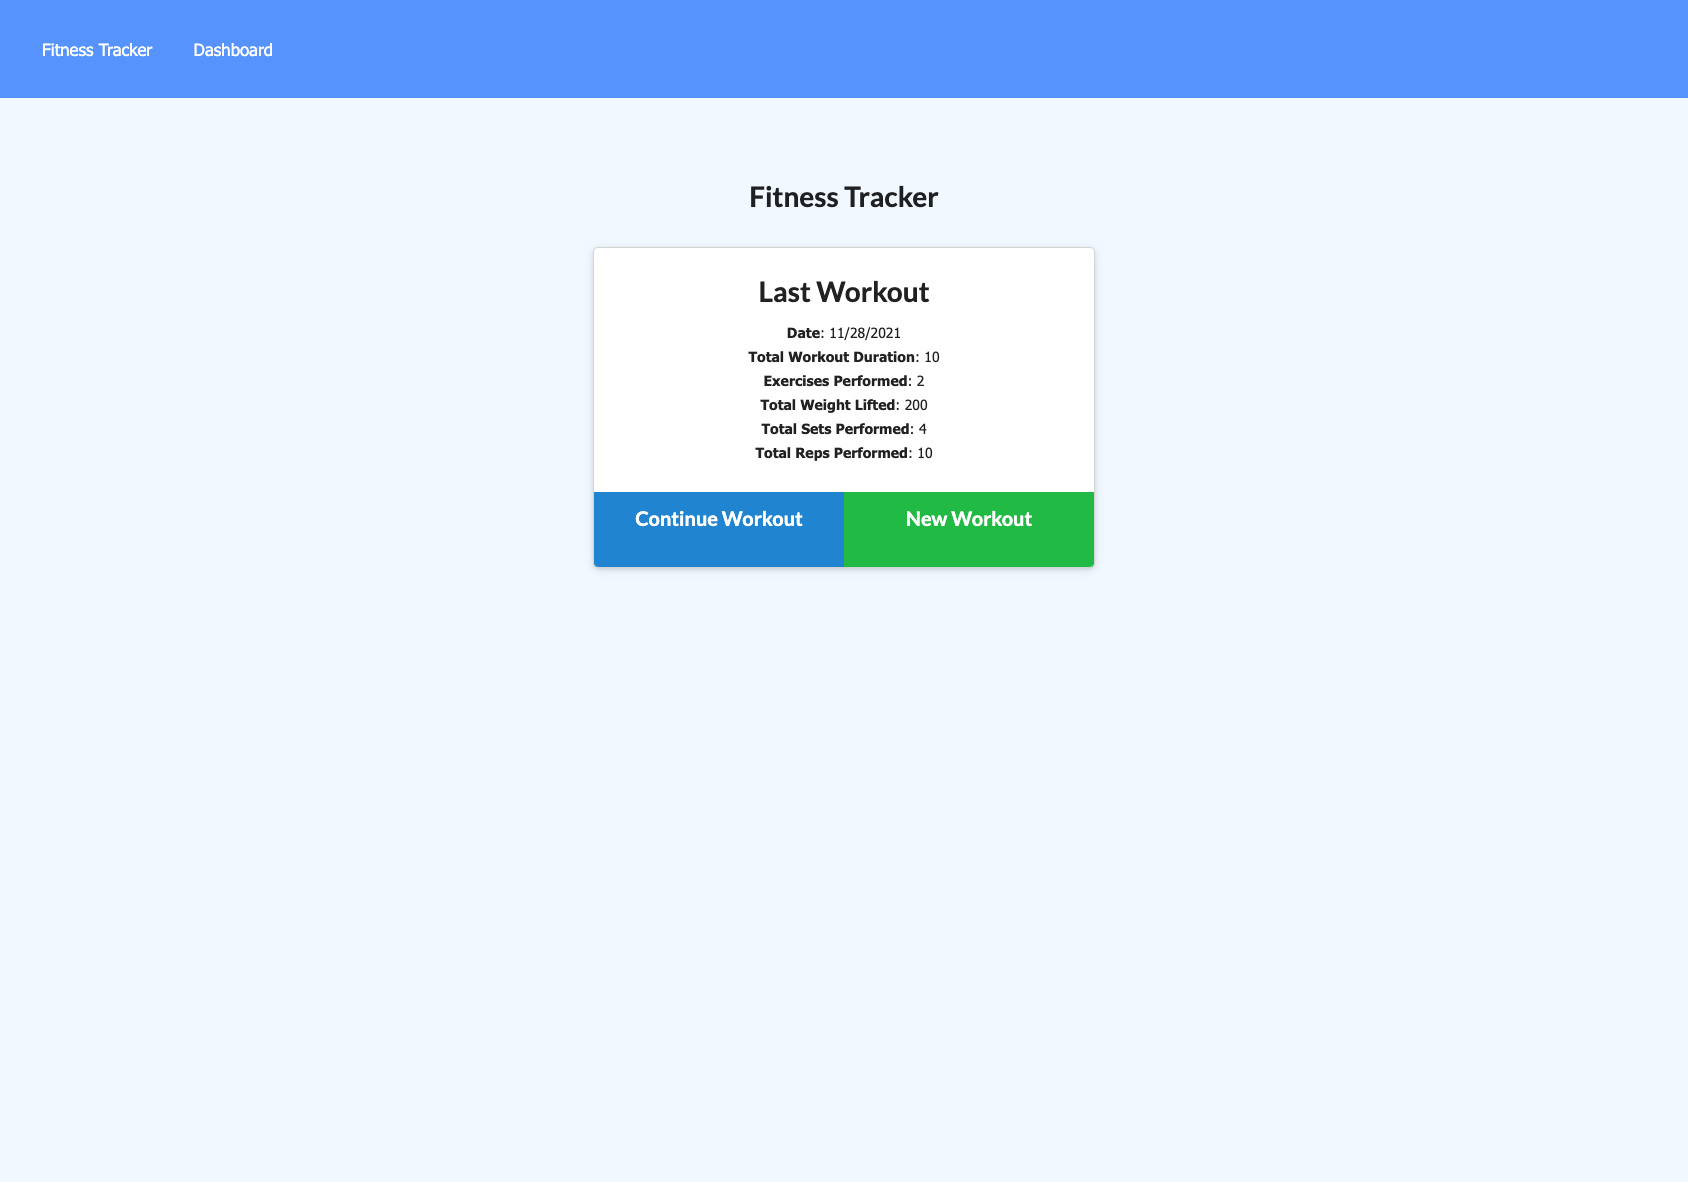 Fitness Tracker Dashboard
Fitness Tracker
Last Workout
Date: 11/28/2021
Total Workout Duration: 10
Exercises Performed: 2
Total Weight Lifted: 200
Total Sets Performed: 4
Total Reps Performed: 10
Continue Workout New Workout